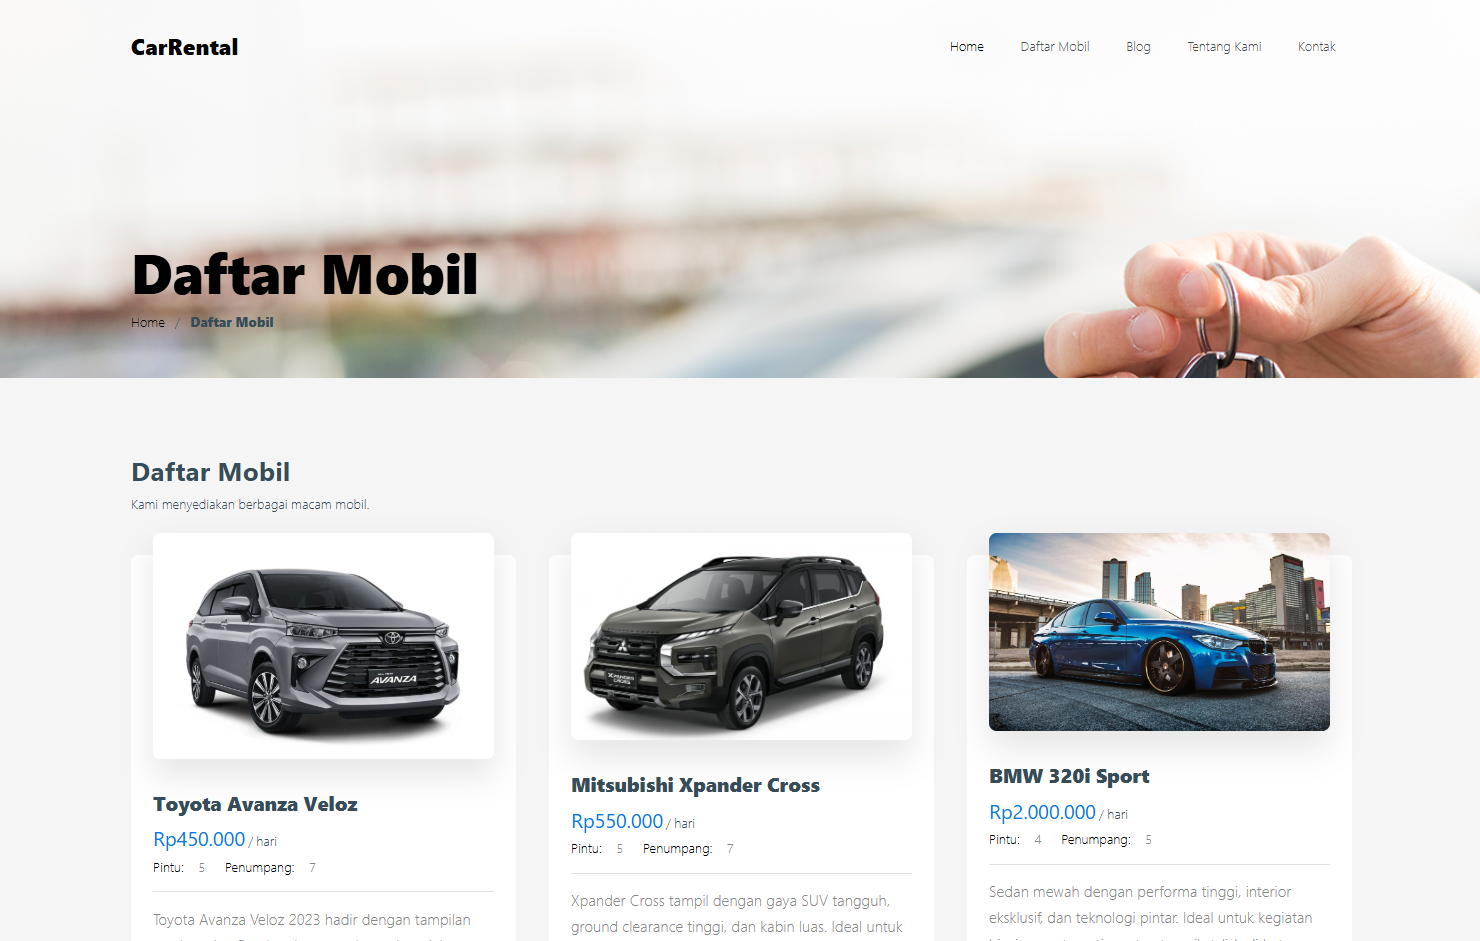 CarRental
Home
Daftar Mobil
Blog
Tentang Kami
Kontak
Daftar Mobil
Home / Daftar Mobil
Daftar Mobil
Kami menyediakan berbagai macam mobil.
AVANZA
XPANDER
CROSS
Toyota Avanza Veloz
Rp450.000 / hari
Pintu: 5 Penumpang: 7
Toyota Avanza Veloz 2023 hadir dengan tampilan
Mitsubishi Xpander Cross
Rp550.000 / hari
Pintu: 5 Penumpang: 7
Xpander Cross tampil dengan gaya SUV tangguh,
ground clearance tinggi, dan kabin luas. Ideal untuk
BMW 320i Sport
Rp2.000.000 / hari
Pintu: 4 Penumpang: 5
Sedan mewah dengan performa tinggi, interior
eksklusif, dan teknologi pintar. Ideal untuk kegiatan